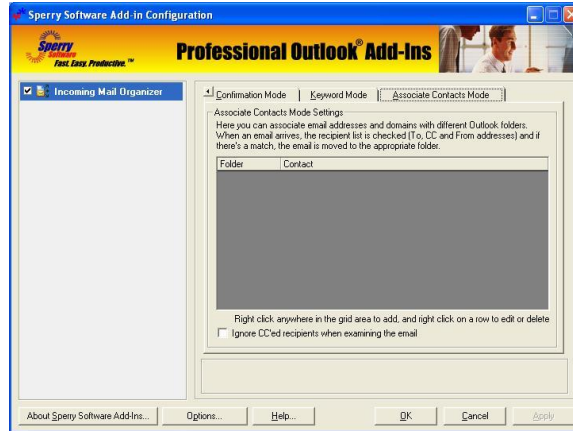 Sperry Software Add-in Configuration
Sperry
Software
Fast. Easy. Productive.™
Professional Outlook® Add-Ins
Incoming Mail Organizer
Confirmation Mode Keyword Mode Associate Contacts Mode
Associate Contacts Mode Settings
Here you can associate email addresses and domains with different Outlook folders.
When an email arrives, the recipient list is checked (To, CC and From addresses) and if
there's a match, the email is moved to the appropriate folder.
Folder Contact
Right click anywhere in the grid area to add, and right click on a row to edit or delete
Ignore CC'ed recipients when examining the email
About Sperry Software Add-Ins... Options... Help... OK Cancel Apply